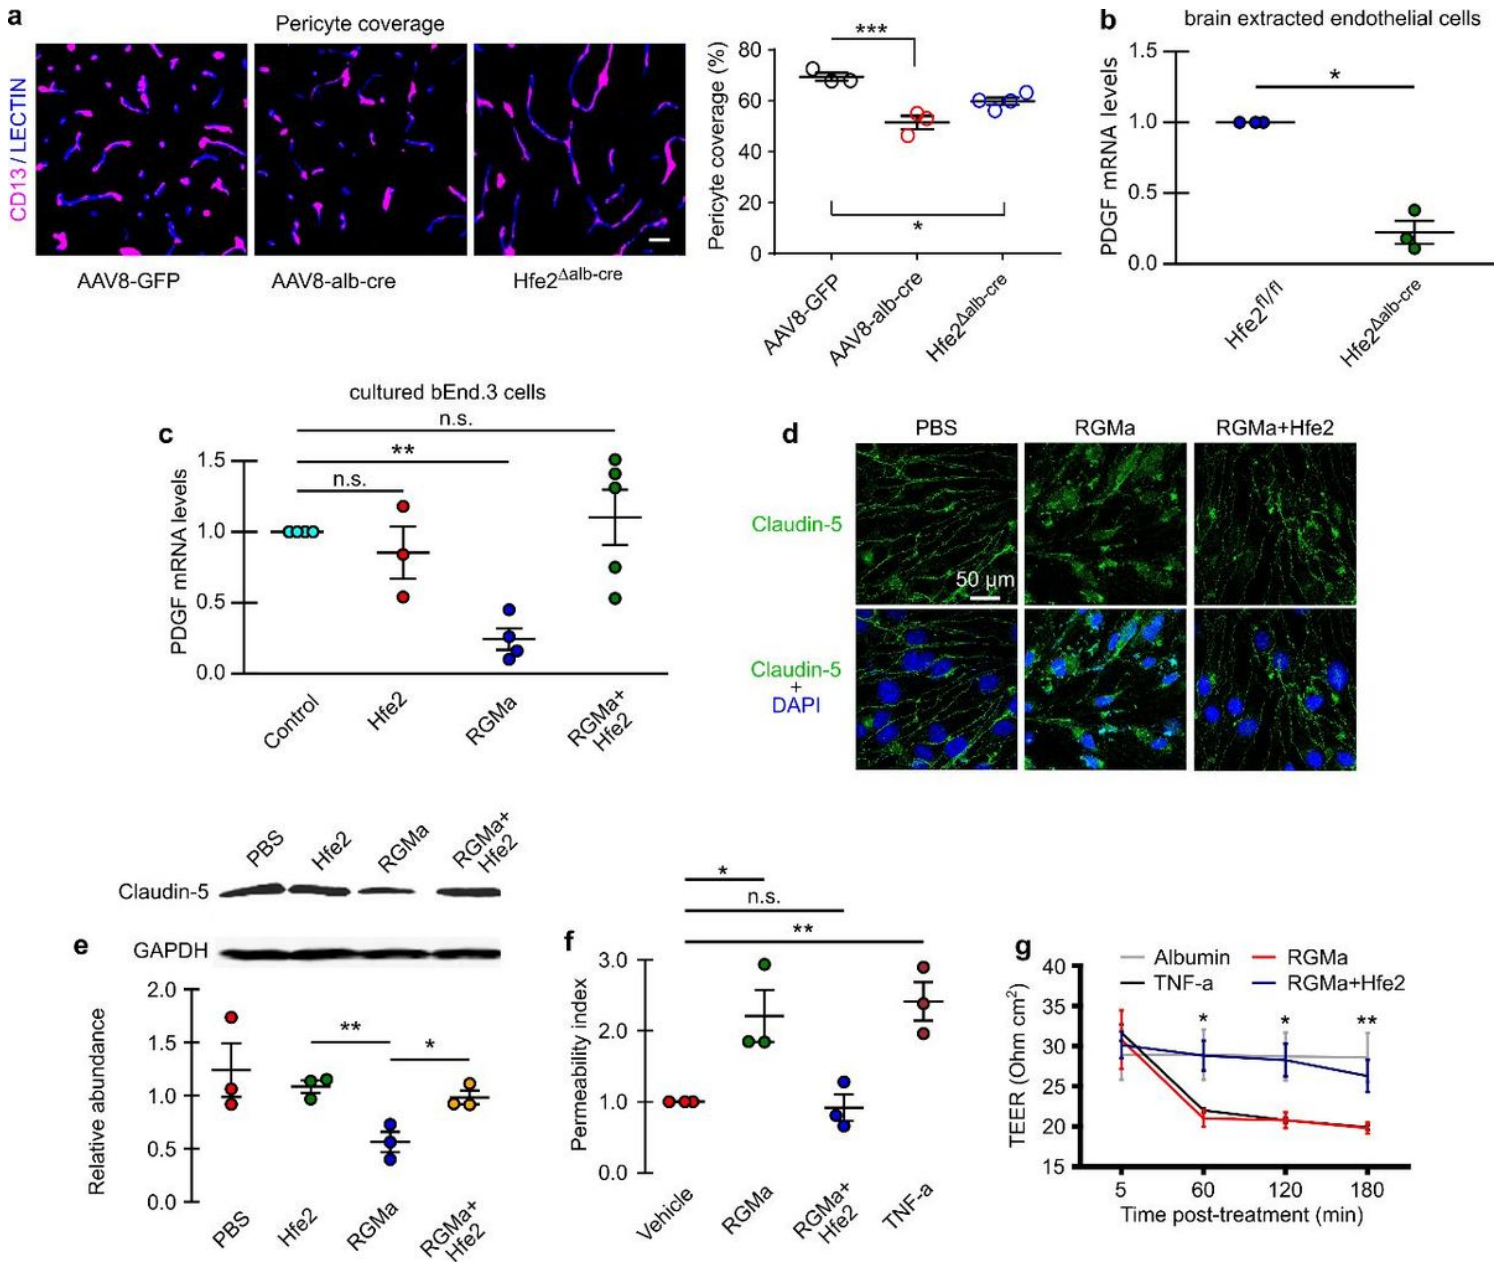 a
Pericyte coverage
CD13 / LECTIN
AAV8-GFP
AAV8-alb-cre
Hfe2Δalb-cre
Pericyte coverage (%)
80
60
40
20
0
***
*
AAV8-GFP
AAV8-alb-cre
Hfe2Δalb-cre
b
brain extracted endothelial cells
PDGF mRNA levels
1.5
1.0
0.5
0.0
*
Hfe2fl/fl
Hfe2Δalb-cre
c
cultured bEnd.3 cells
n.s.
**
n.s.
PDGF mRNA levels
1.5
1.0
0.5
0.0
Control
Hfe2
RGMa
RGMa+
Hfe2
d
PBS
RGMa
RGMa+Hfe2
Claudin-5
50 µm
Claudin-5
+
DAPI
e
PBS
Hfe2
RGMa
RGMa+
Hfe2
Claudin-5
GAPDH
Relative abundance
2.0
1.5
1.0
0.5
0.0
**
*
PBS
Hfe2
RGMa
RGMa+
Hfe2
f
*
n.s.
**
Permeability index
3.0
2.0
1.0
0.0
Vehicle
RGMa
RGMa+
Hfe2
TNF-a
g
Albumin
RGMa
TNF-a
RGMa+Hfe2
TEER (Ohm cm2)
40
35
30
25
20
15
*
*
**
5
60
120
180
Time post-treatment (min)